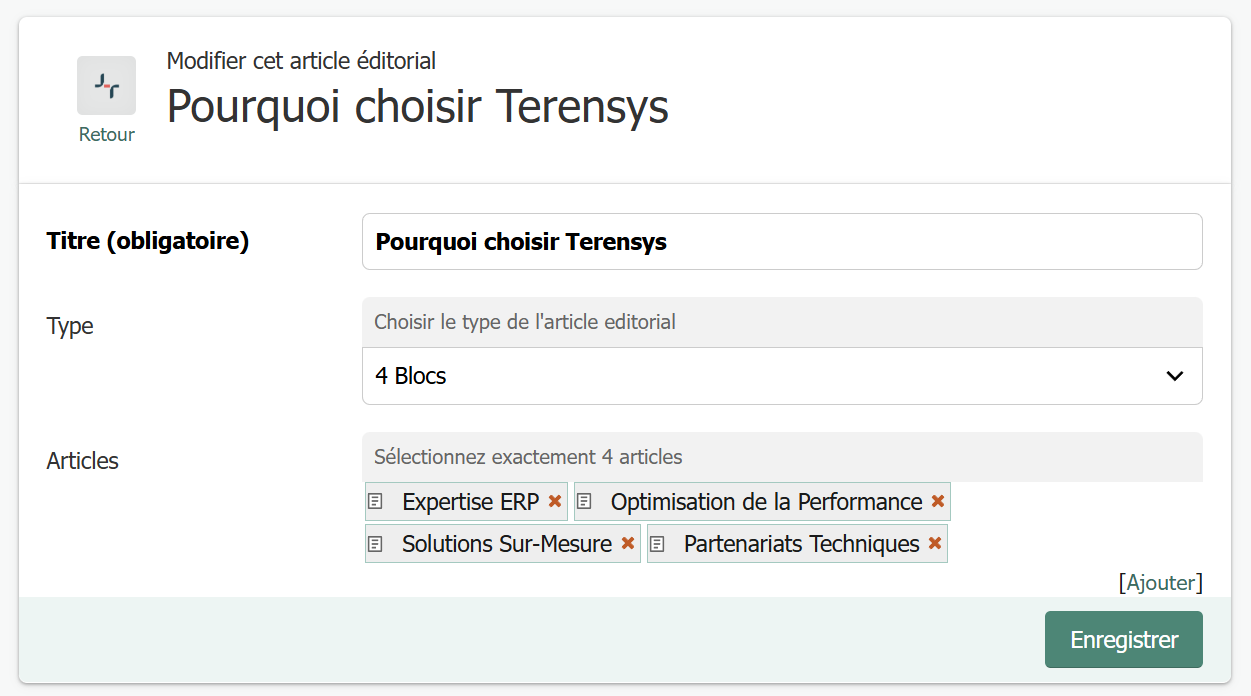 Modifier cet article éditorial
Pourquoi choisir Terensys
Retour
Titre (obligatoire)
Pourquoi choisir Terensys
Type
Choisir le type de l'article editorial
4 Blocs
Articles
Sélectionnez exactement 4 articles
Expertise ERP Optimisation de la Performance
Solutions Sur-Mesure Partenariats Techniques
[Ajouter]
Enregistrer